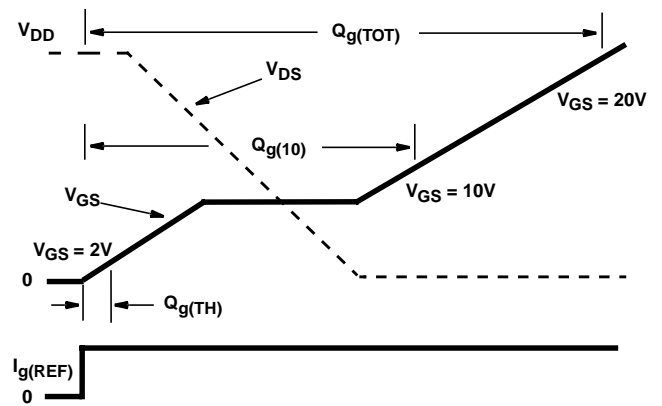 V_DD
Q_g(TOT)
V_DS
V_GS = 20V
Q_g(10)
V_GS
V_GS = 10V
V_GS = 2V
0
Q_g(TH)
I_g(REF)
0